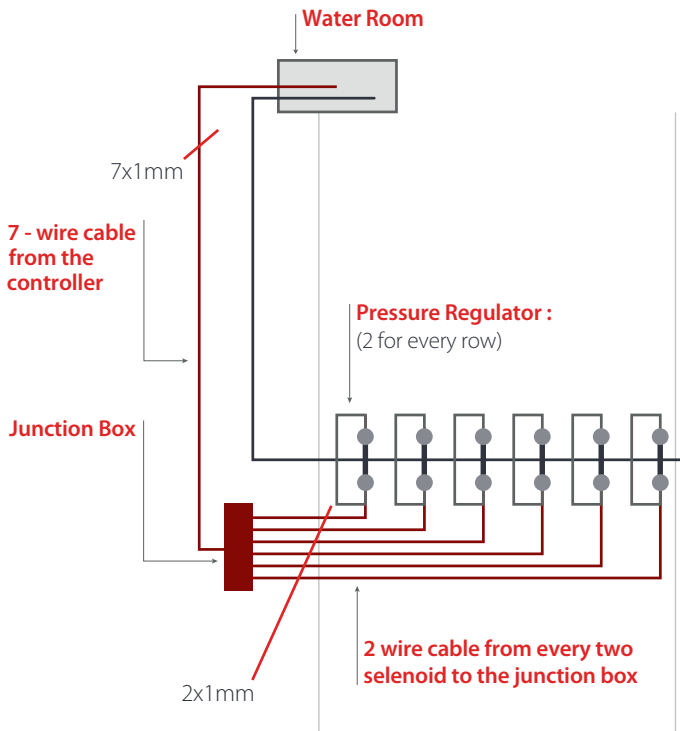 Water Room
7x1mm
7 - wire cable
from the
controller
Pressure Regulator :
(2 for every row)
Junction Box
2 wire cable from every two
selenoid to the junction box
2x1mm